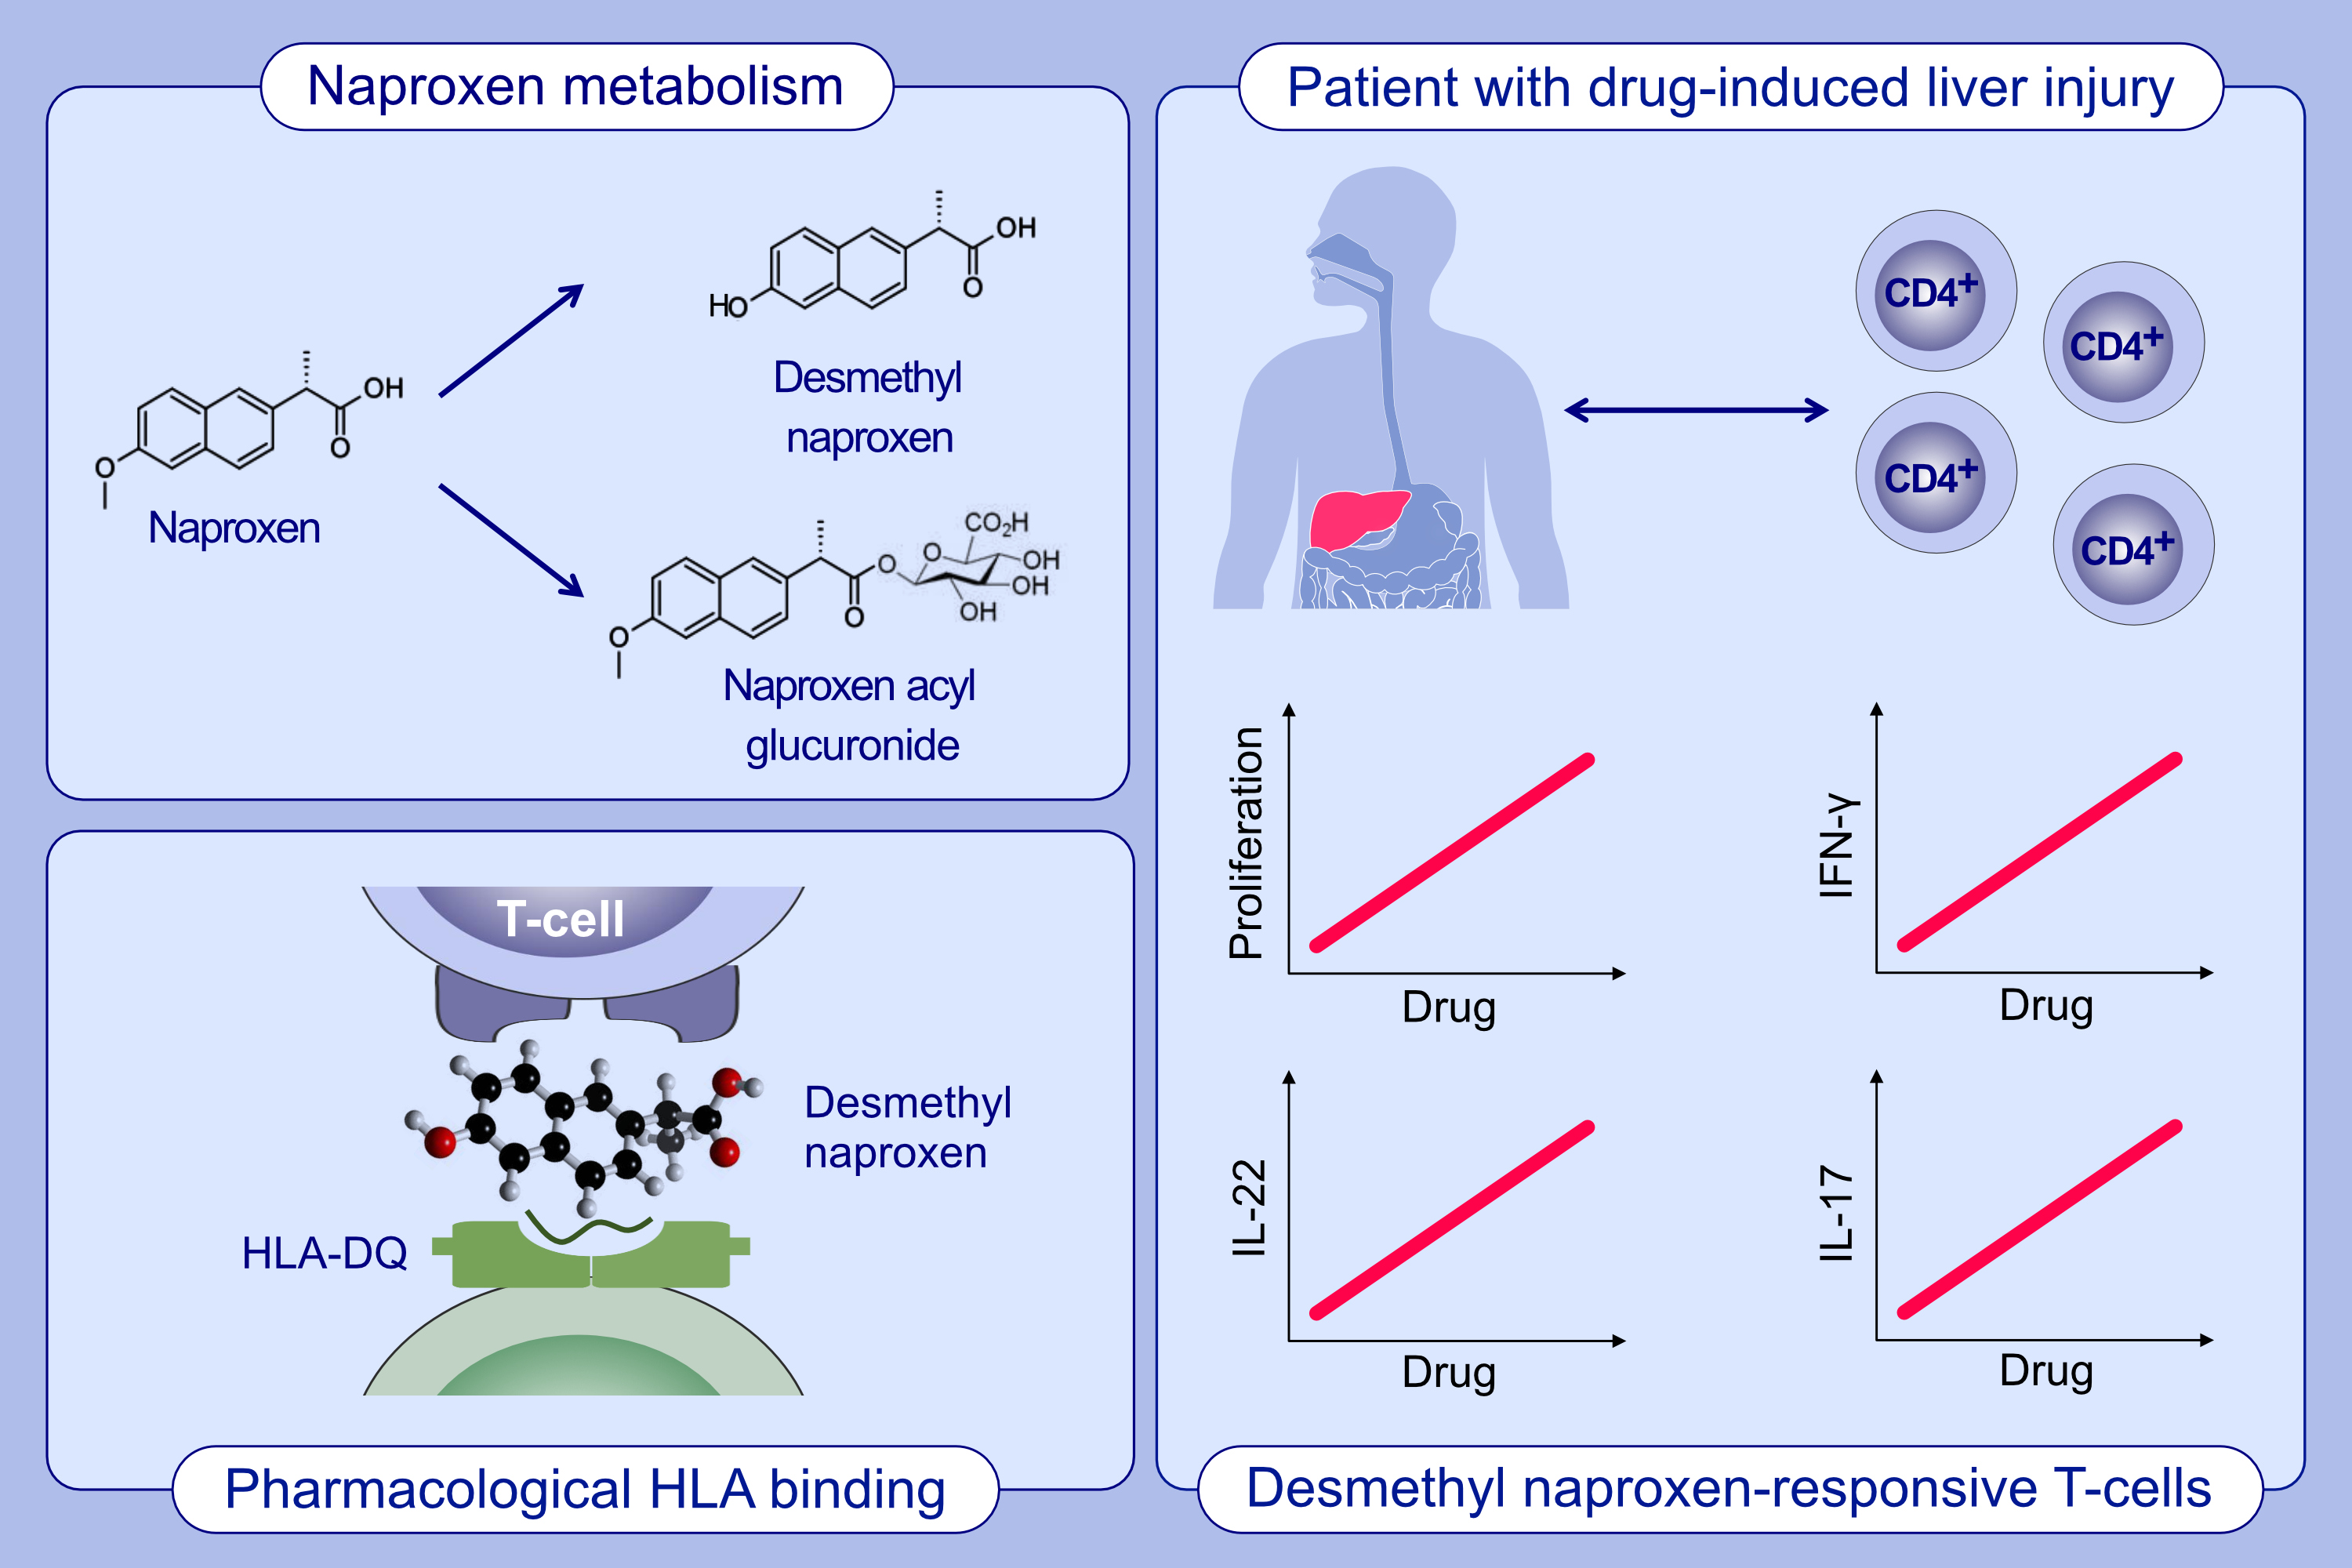 Naproxen metabolism
OH
O
O
Naproxen
OH
O
HO
Desmethyl
naproxen
CO₂H
O
O
OH
OH
OH
O
O
Naproxen acyl
glucuronide
T-cell
Desmethyl
naproxen
HLA-DQ
Pharmacological HLA binding
Patient with drug-induced liver injury
CD4⁺
CD4⁺
CD4⁺
CD4⁺
Proliferation
Drug
IFN-γ
Drug
IL-22
Drug
IL-17
Drug
Desmethyl naproxen-responsive T-cells